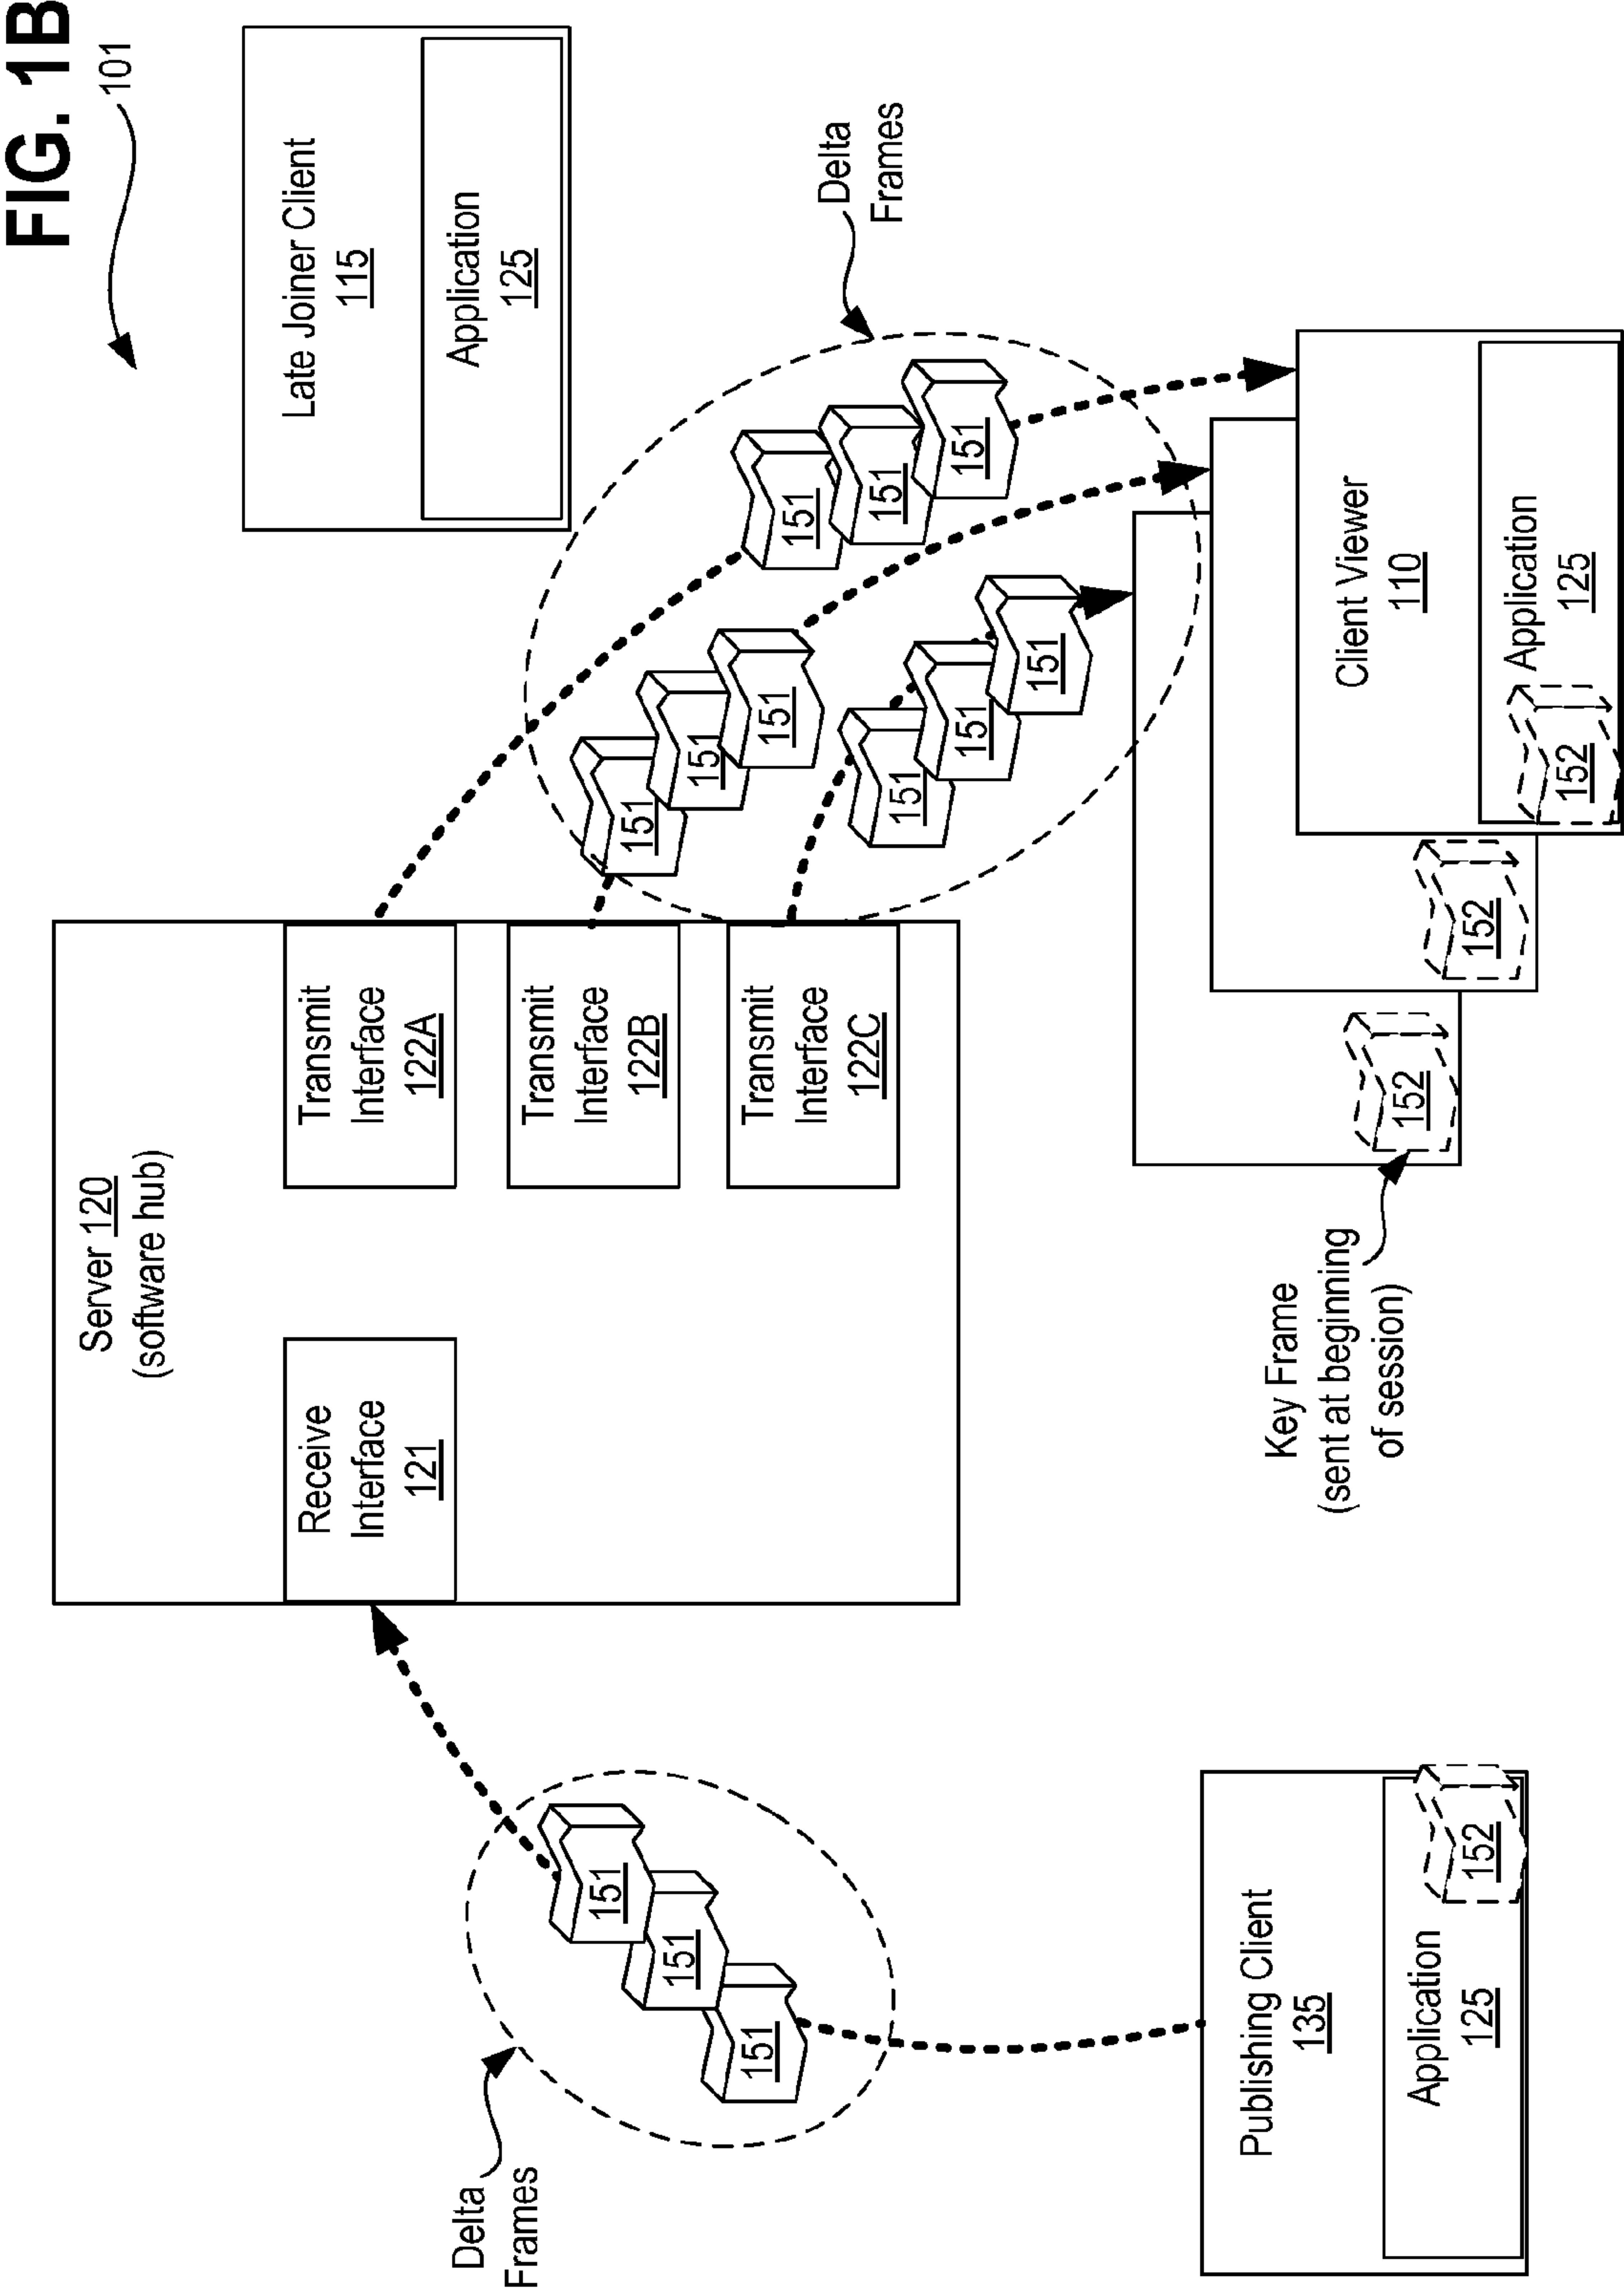 FIG. 1B
101
Server 120
(software hub)
Receive
Interface
121
Transmit
Interface
122A
Transmit
Interface
122B
Transmit
Interface
122C
Late Joiner Client
115
Application
125
Delta
Frames
151
151
151
Delta
Frames
151
151
151
151
151
151
151
151
151
Publishing Client
135
Application
125
152
Key Frame
(sent at beginning
of session)
152
152
Client Viewer
110
Application
125
152